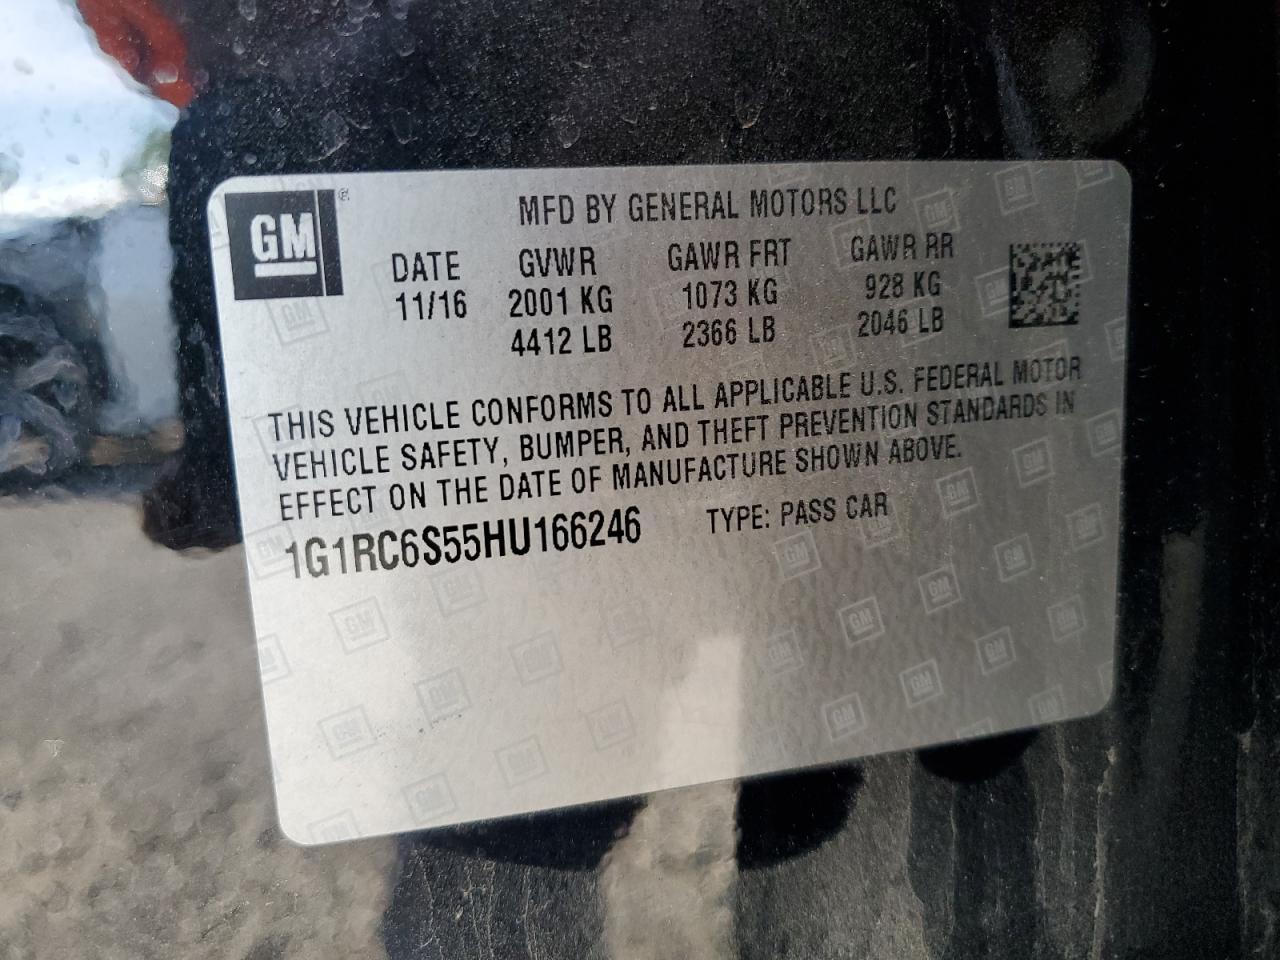 GM ®
MFD BY GENERAL MOTORS LLC
DATE GVWR GAWR FRT GAWR RR
11/16 2001 KG 1073 KG 928 KG
4412 LB 2366 LB 2046 LB
THIS VEHICLE CONFORMS TO ALL APPLICABLE U.S. FEDERAL MOTOR
VEHICLE SAFETY, BUMPER, AND THEFT PREVENTION STANDARDS IN
EFFECT ON THE DATE OF MANUFACTURE SHOWN ABOVE.
1G1RC6S55HU166246 TYPE: PASS CAR